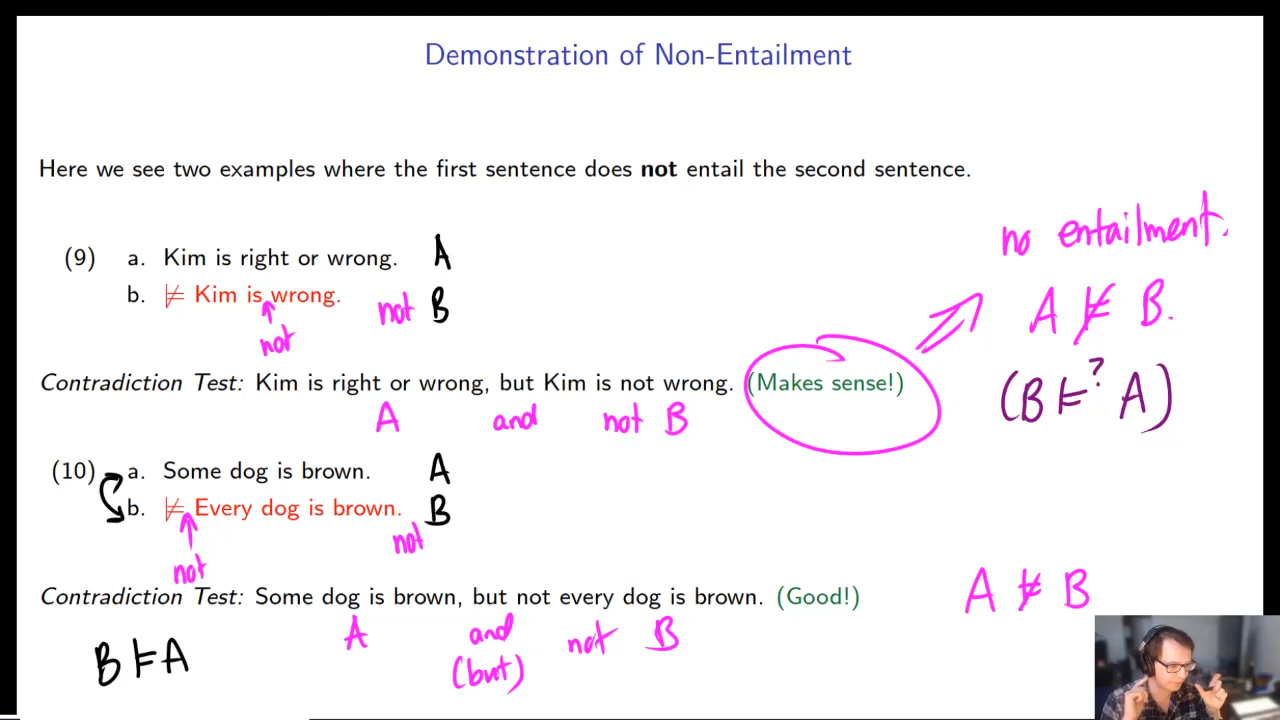 Demonstration of Non-Entailment
Here we see two examples where the first sentence does not entail the second sentence.
no entailment.
(9) a. Kim is right or wrong. A
b. ⊭ Kim is wrong. not B
not
A ⊭ B.
Contradiction Test: Kim is right or wrong, but Kim is not wrong. (Makes sense!)
(B ⊨? A)
A and not B
(10) a. Some dog is brown. A
b. ⊭ Every dog is brown. B
not
not
Contradiction Test: Some dog is brown, but not every dog is brown. (Good!)
A ⊭ B
A and not B
(but)
B ⊨ A